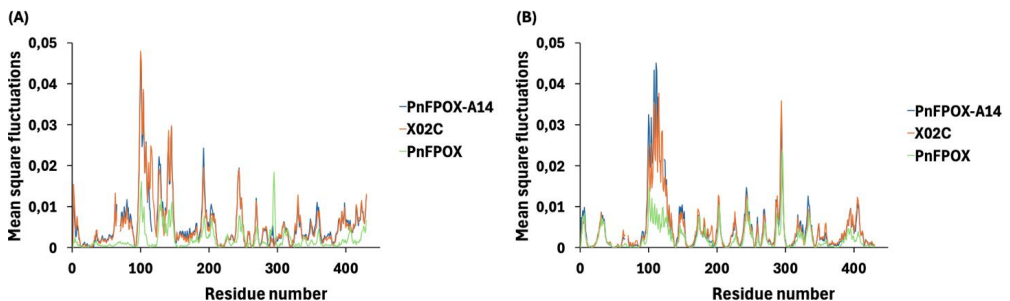 (A)
Mean square fluctuations
0,05
0,04
0,03
0,02
0,01
0
0 100 200 300 400
Residue number
PnFPOX-A14
X02C
PnFPOX
(B)
Mean square fluctuations
0,05
0,04
0,03
0,02
0,01
0
0 100 200 300 400
Residue number
PnFPOX-A14
X02C
PnFPOX